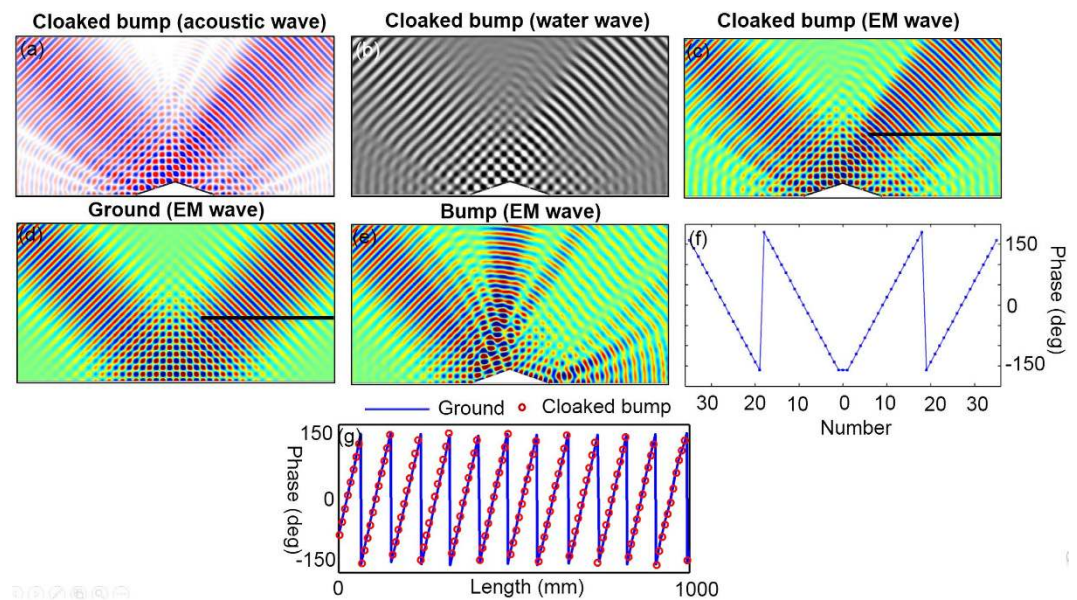 Cloaked bump (acoustic wave) Cloaked bump (water wave) Cloaked bump (EM wave)
(a) (b) (c)
Ground (EM wave) Bump (EM wave)
(d) (e) (f)
150
0
-150
Phase (deg)
30 20 10 0 10 20 30
Number
Ground Cloaked bump
(g)
150
0
-150
Phase (deg)
0 Length (mm) 1000